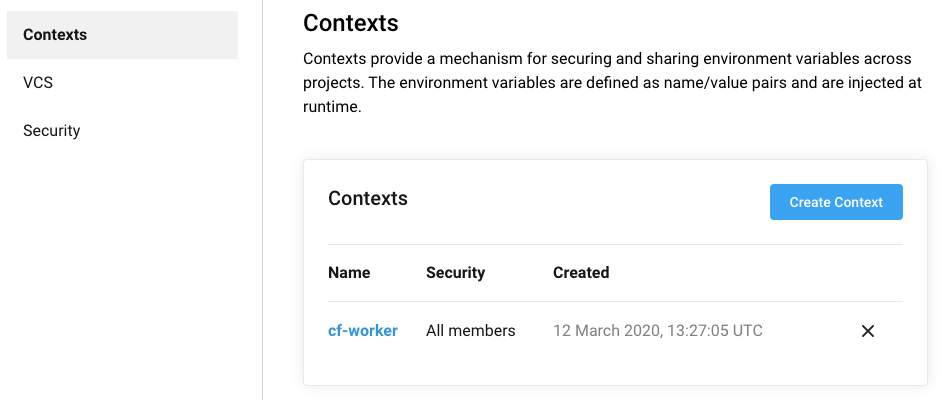 Contexts
VCS
Security
Contexts
Contexts provide a mechanism for securing and sharing environment variables across
projects. The environment variables are defined as name/value pairs and are injected at
runtime.
Contexts
Create Context
Name Security Created
cf-worker All members 12 March 2020, 13:27:05 UTC